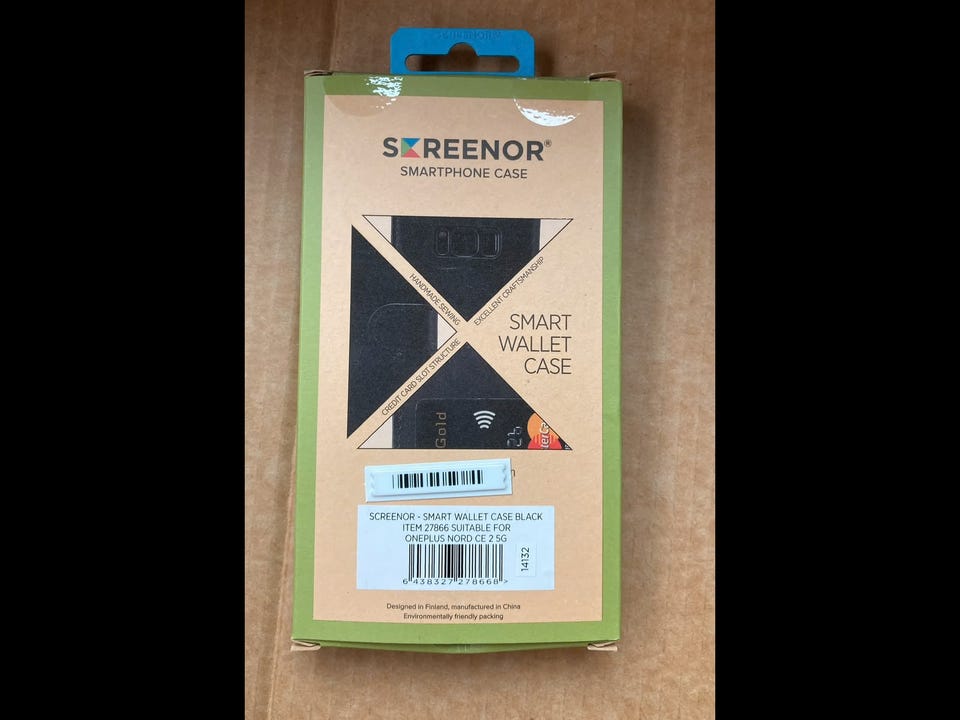 SCREENOR®
SCREENOR®
SMARTPHONE CASE
HANDMADE SEWING
EXCELLENT CRAFTSMANSHIP
SMART
WALLET
CASE
CREDIT CARD SLOT STRUCTURE
Gold
SCREENOR - SMART WALLET CASE BLACK
ITEM 27866 SUITABLE FOR
ONEPLUS NORD CE 2 5G
14132
6 438327 278668 >
Designed in Finland, manufactured in China
Environmentally friendly packing